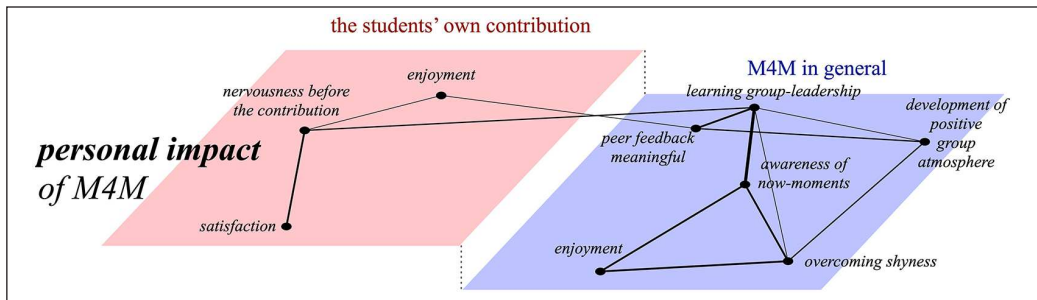 the students' own contribution
M4M in general
enjoyment
nervousness before
the contribution
learning group-leadership
development of
positive
group
atmosphere
peer feedback
meaningful
personal impact
of M4M
awareness of
now-moments
satisfaction
enjoyment
overcoming shyness